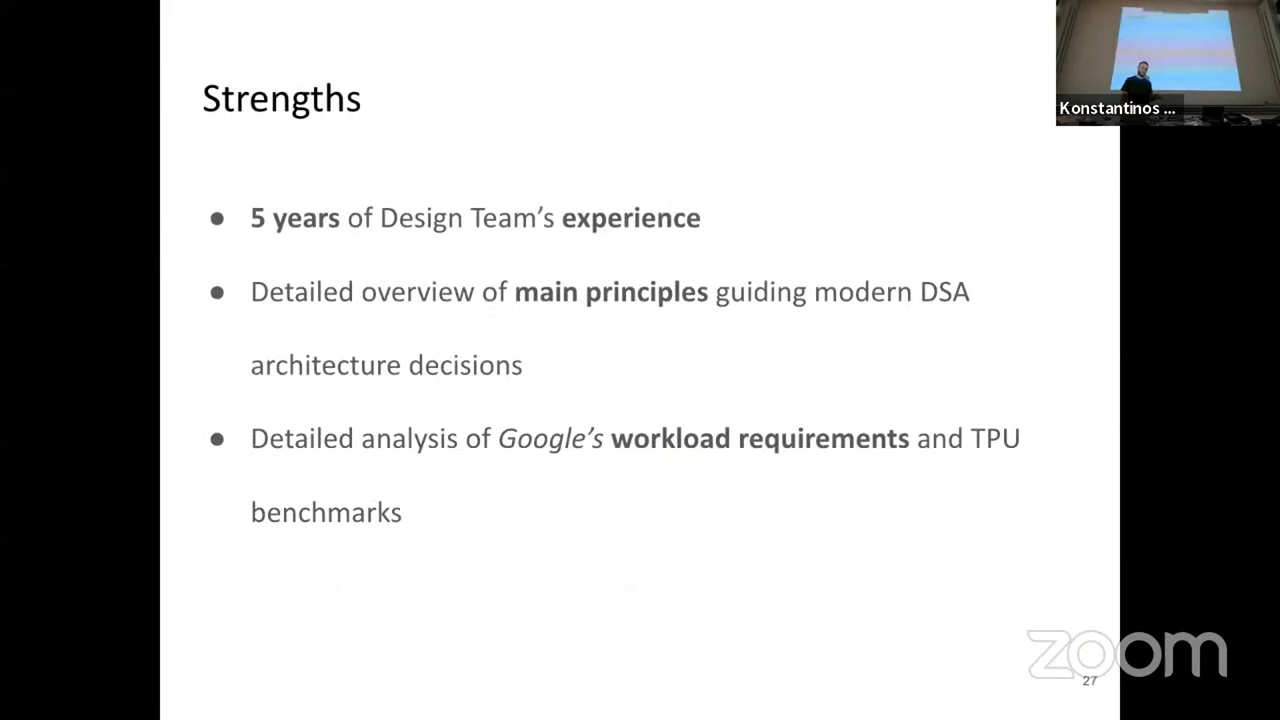 Strengths
Konstantinos ...
● 5 years of Design Team’s experience
● Detailed overview of main principles guiding modern DSA
architecture decisions
● Detailed analysis of Google’s workload requirements and TPU
benchmarks
zoom
27